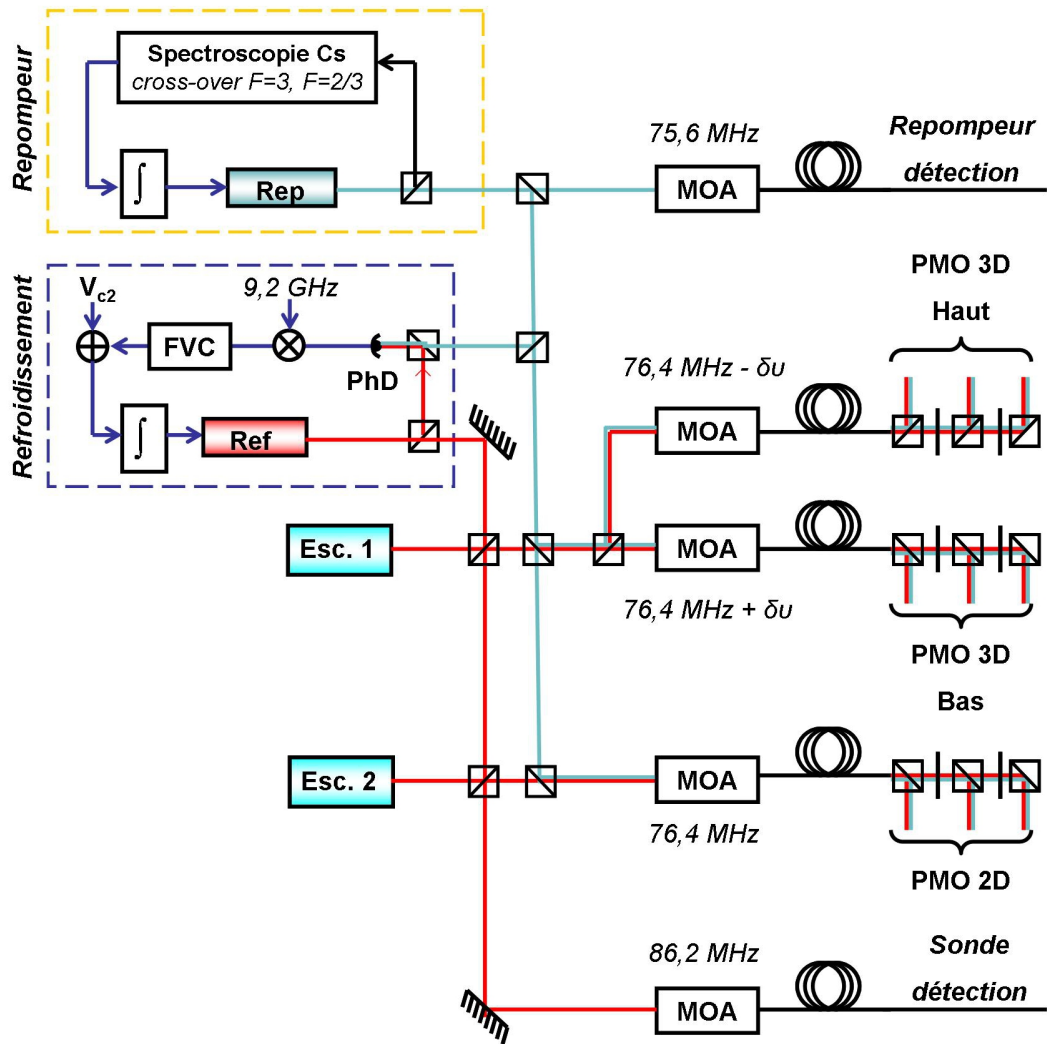 Repompeur
Spectroscopie Cs
cross-over F=3, F=2/3
∫
Rep
75,6 MHz
MOA
Repompeur
détection
Refroidissement
Vc2
9,2 GHz
FVC
PhD
∫
Ref
PMO 3D
Haut
76,4 MHz - δυ
MOA
Esc. 1
MOA
76,4 MHz + δυ
PMO 3D
Bas
Esc. 2
MOA
76,4 MHz
PMO 2D
86,2 MHz
MOA
Sonde
détection